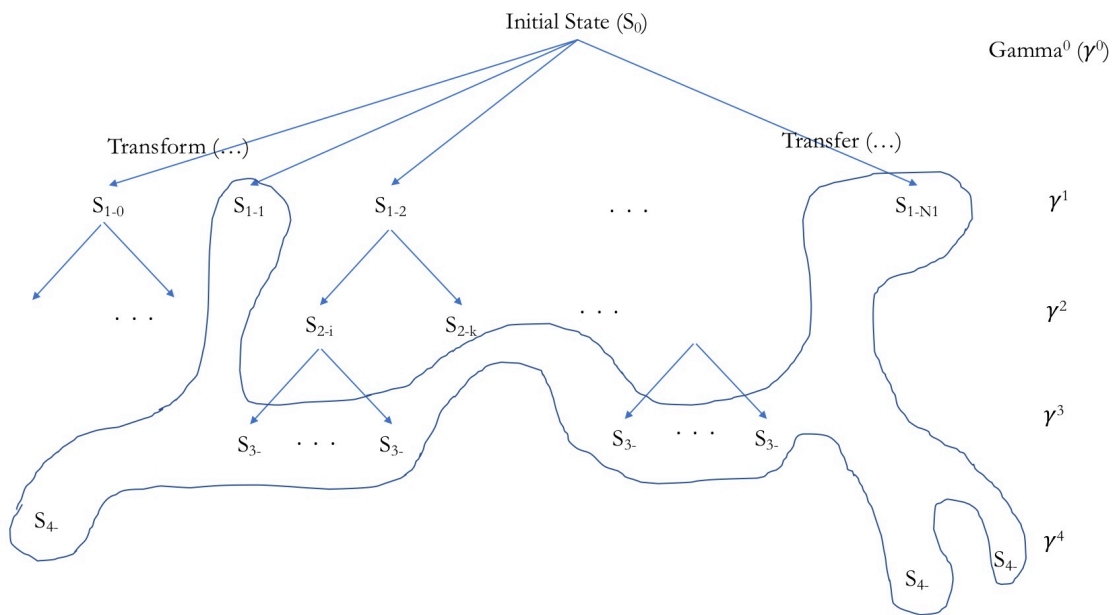 Initial State (S₀)
Gamma⁰ (γ⁰)
Transform (...)
Transfer (...)
S₁₋₀ S₁₋₁ S₁₋₂ . . . S₁₋N₁ γ¹
. . . S₂₋ᵢ S₂₋ₖ . . . γ²
S₃₋ . . . S₃₋ S₃₋ . . . S₃₋ γ³
S₄₋ S₄₋ S₄₋ γ⁴